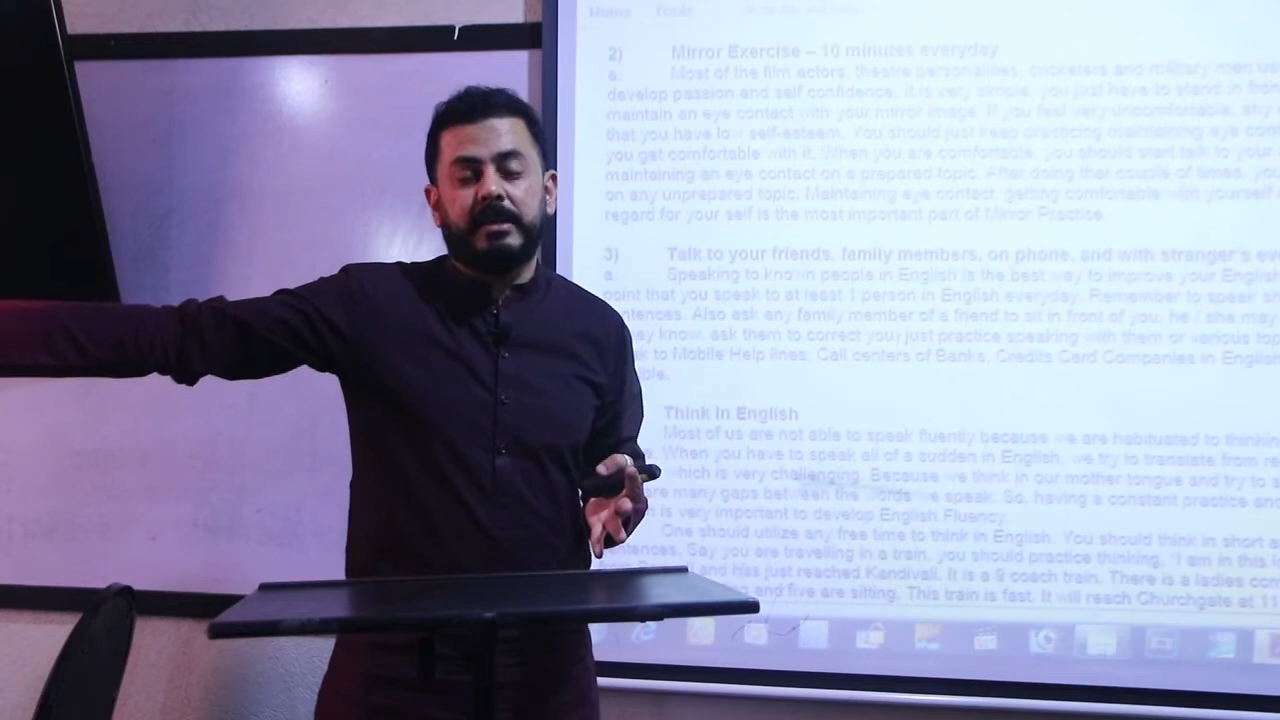 Home Tools
2) Mirror Exercise – 10 minutes everyday
a. Most of the film actors, theatre personalities, cricketers and military men us
develop passion and self confidence. It is very simple, you just have to stand in fron
maintain an eye contact with your mirror image. If you feel very uncomfortable, shy
that you have low self-esteem. You should just keep practicing maintaining eye con
you get comfortable with it. When you are comfortable, you should start talk to your
maintaining an eye contact on a prepared topic. After doing that couple of times, you
on any unprepared topic. Maintaining eye contact, getting comfortable with yourself
regard for your self is the most important part of Mirror Practice.
3) Talk to your friends, family members, on phone, and with stranger's ev
a. Speaking to known people in English is the best way to improve your English
point that you speak to at least 1 person in English everyday. Remember to speak sh
ntences. Also ask any family member of a friend to sit in front of you, he / she may
ey know, ask them to correct you) just practice speaking with them or various top
k to Mobile Help lines, Call centers of Banks, Credits Card Companies in English
ble.
Think in English
Most of us are not able to speak fluently because we are habituated to thinkin
When you have to speak all of a sudden in English, we try to translate from
which is very challenging. Because we think in our mother tongue and try to s
re many gaps between the words we speak. So, having a constant practice and
is very important to develop English Fluency.
One should utilize any free time to think in English. You should think in short a
ntences. Say you are travelling in a train, you should practice thinking, "I am in this
and has just reached Kandivali. It is a 9 coach train. There is a ladies com
and five are sitting. This train is fast. It will reach Churchgate at 11